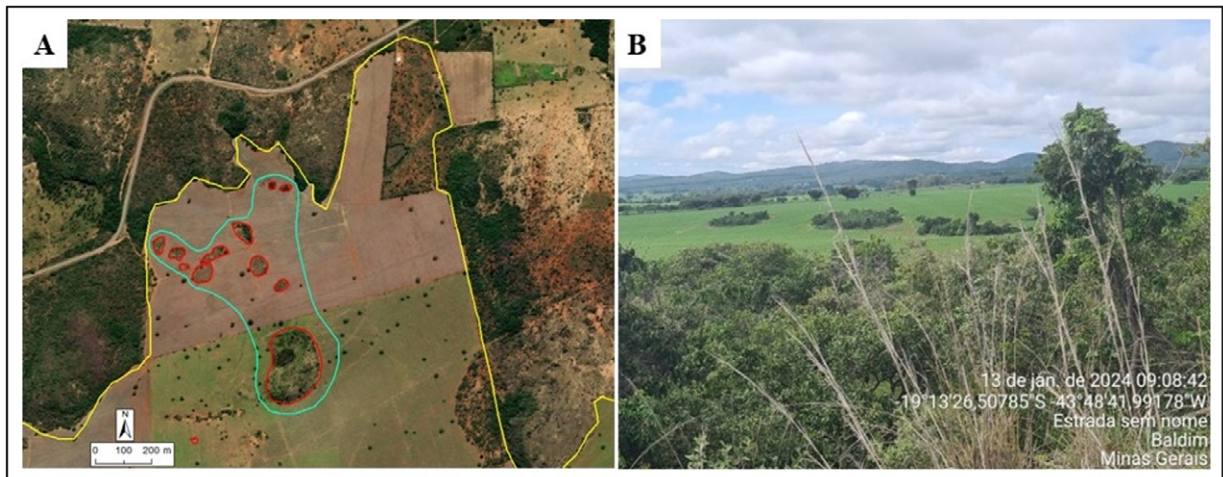 A
N
0 100 200 m
B
13 de jan. de 2024 09:08:42
-19°13'26,50785"S -43°48'41,99178"W
Estrada sem nome
Baldim
Minas Gerais